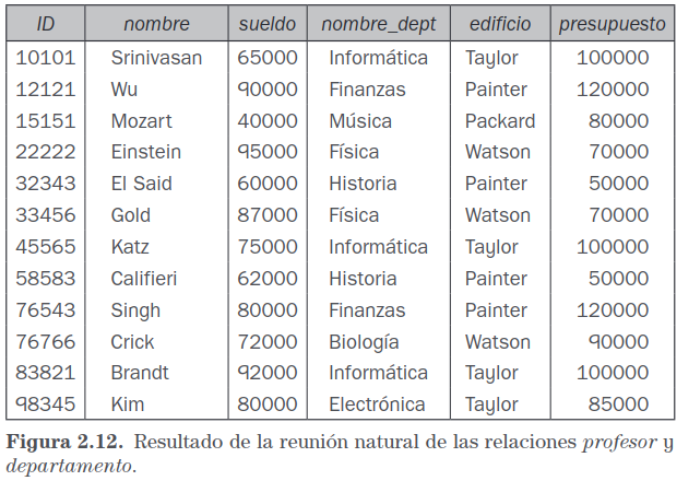 ID nombre sueldo nombre_dept edificio presupuesto
10101 Srinivasan 65000 Informática Taylor 100000
12121 Wu 90000 Finanzas Painter 120000
15151 Mozart 40000 Música Packard 80000
22222 Einstein 95000 Física Watson 70000
32343 El Said 60000 Historia Painter 50000
33456 Gold 87000 Física Watson 70000
45565 Katz 75000 Informática Taylor 100000
58583 Califieri 62000 Historia Painter 50000
76543 Singh 80000 Finanzas Painter 120000
76766 Crick 72000 Biología Watson 90000
83821 Brandt 92000 Informática Taylor 100000
98345 Kim 80000 Electrónica Taylor 85000
Figura 2.12. Resultado de la reunión natural de las relaciones profesor y
departamento.